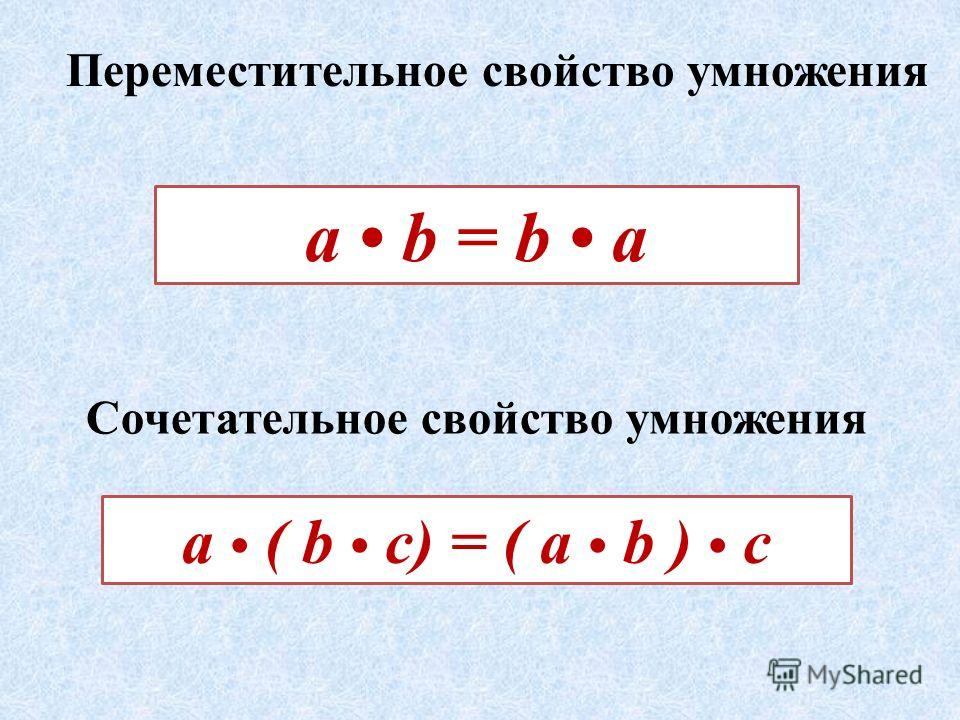 Переместительное свойство умножения
a • b = b • a
Сочетательное свойство умножения
a • ( b • c) = ( a • b ) • c
MyShared